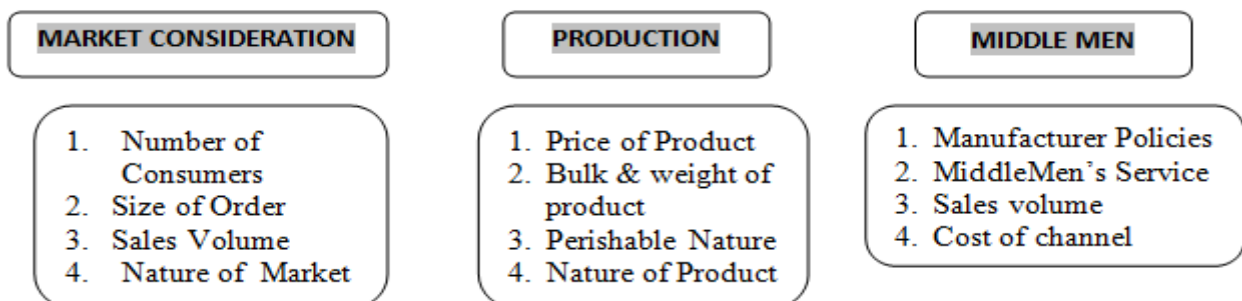 MARKET CONSIDERATION
1. Number of
Consumers
2. Size of Order
3. Sales Volume
4. Nature of Market
PRODUCTION
1. Price of Product
2. Bulk & weight of
product
3. Perishable Nature
4. Nature of Product
MIDDLE MEN
1. Manufacturer Policies
2. MiddleMen’s Service
3. Sales volume
4. Cost of channel